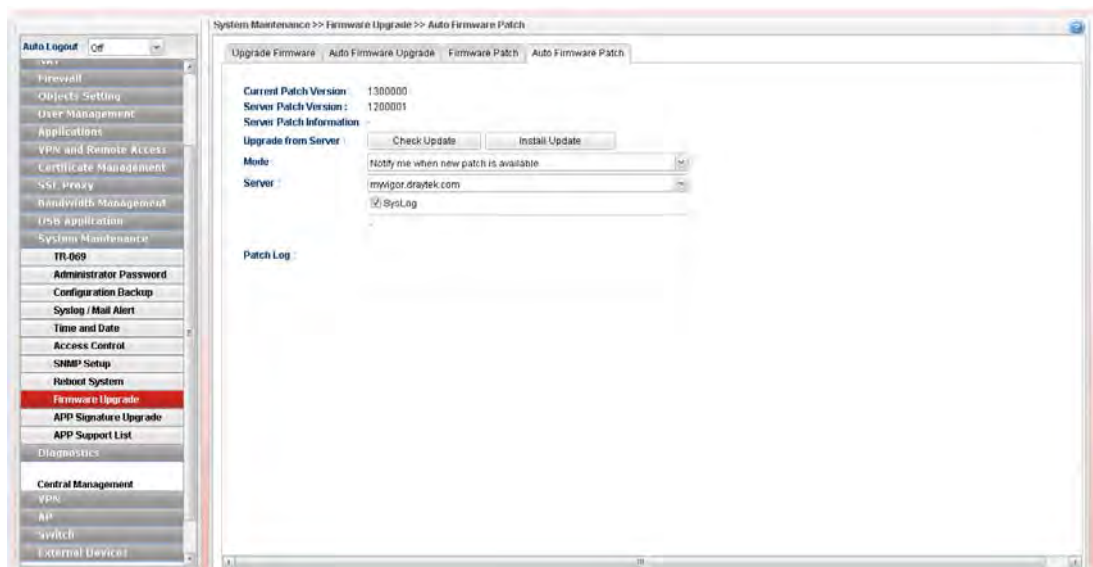 System Maintenance >> Firmware Upgrade >> Auto Firmware Patch
Auto Logout : Off
NAT
Firewall
Objects Setting
User Management
Applications
VPN and Remote Access
Certificate Management
SSL Proxy
Bandwidth Management
USB Application
System Maintenance
TR-069
Administrator Password
Configuration Backup
Syslog / Mail Alert
Time and Date
Access Control
SNMP Setup
Reboot System
Firmware Upgrade
APP Signature Upgrade
APP Support List
Diagnostics
Central Management
VPN
AP
Switch
External Devices
Upgrade Firmware
Auto Firmware Upgrade
Firmware Patch
Auto Firmware Patch
Current Patch Version : 1300000
Server Patch Version : 1200001
Server Patch Information : -
Upgrade from Server : Check Update Install Update
Mode : Notify me when new patch is available
Server : myvigor.draytek.com
SysLog
-
Patch Log :